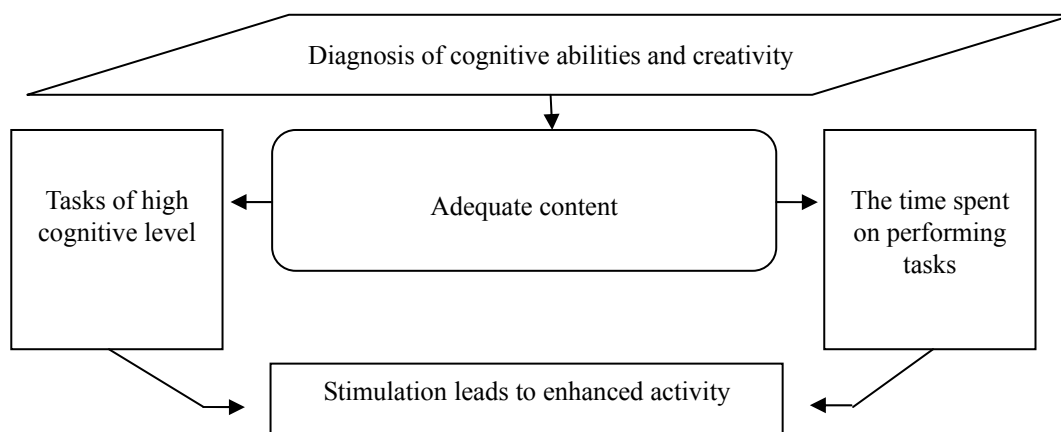 Diagnosis of cognitive abilities and creativity
Tasks of high
cognitive level
Adequate content
The time spent
on performing
tasks
Stimulation leads to enhanced activity